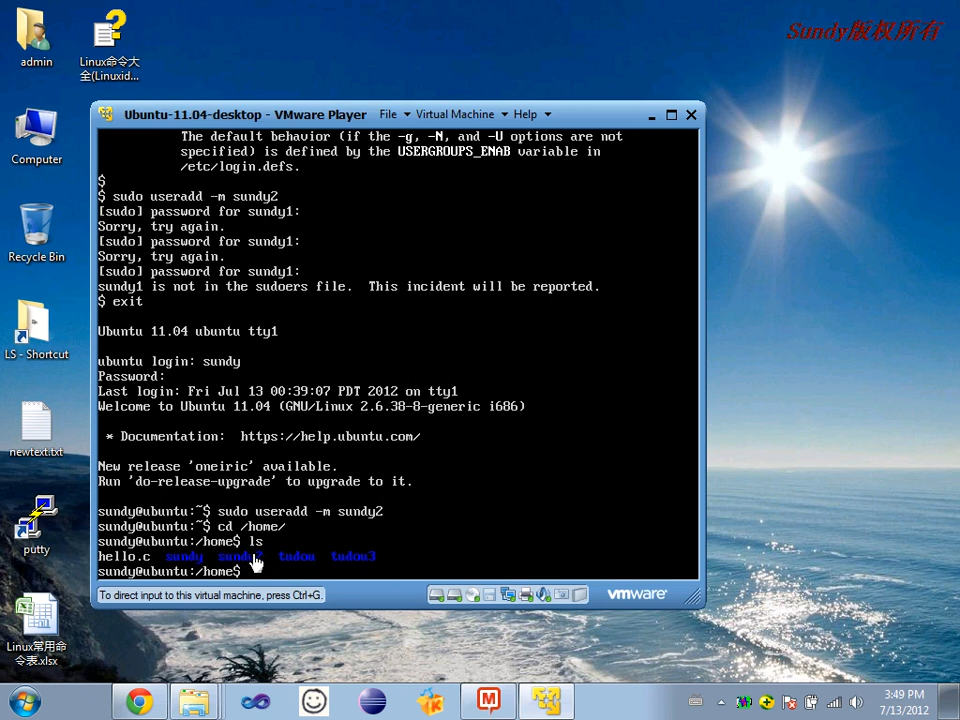 Sundy版权所有
admin
Linux命令大
全(Linuxid...
Computer
Recycle Bin
LS - Shortcut
newtext.txt
putty
Linux常用命
令表.xlsx
Ubuntu-11.04-desktop - VMware Player File Virtual Machine Help
The default behavior (if the -g, -N, and -U options are not
specified) is defined by the USERGROUPS_ENAB variable in
/etc/login.defs.
$
$ sudo useradd -m sundy2
[sudo] password for sundy1:
Sorry, try again.
[sudo] password for sundy1:
Sorry, try again.
[sudo] password for sundy1:
sundy1 is not in the sudoers file.  This incident will be reported.
$ exit
Ubuntu 11.04 ubuntu tty1
ubuntu login: sundy
Password:
Last login: Fri Jul 13 00:39:07 PDT 2012 on tty1
Welcome to Ubuntu 11.04 (GNU/Linux 2.6.38-8-generic i686)
* Documentation:  https://help.ubuntu.com/
New release 'oneiric' available.
Run 'do-release-upgrade' to upgrade to it.
sundy@ubuntu:~$ sudo useradd -m sundy2
sundy@ubuntu:~$ cd /home/
sundy@ubuntu:/home$ ls
hello.c  sundy  sundy2  tudou  tudou3
sundy@ubuntu:/home$
To direct input to this virtual machine, press Ctrl+G.
vmware
3:49 PM
7/13/2012